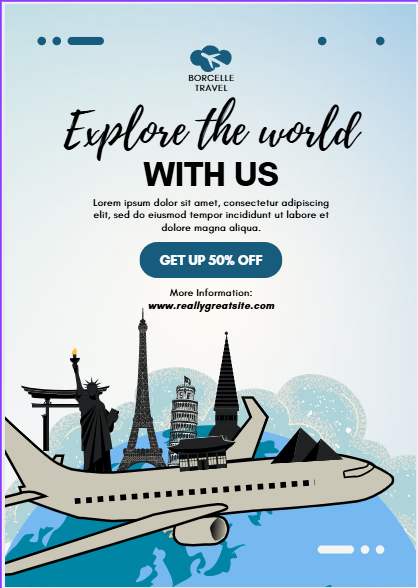 BORCELLE
TRAVEL
Explore the world
WITH US
Lorem ipsum dolor sit amet, consectetur adipiscing
elit, sed do eiusmod tempor incididunt ut labore et
dolore magna aliqua.
GET UP 50% OFF
More Information:
www.reallygreatsite.com